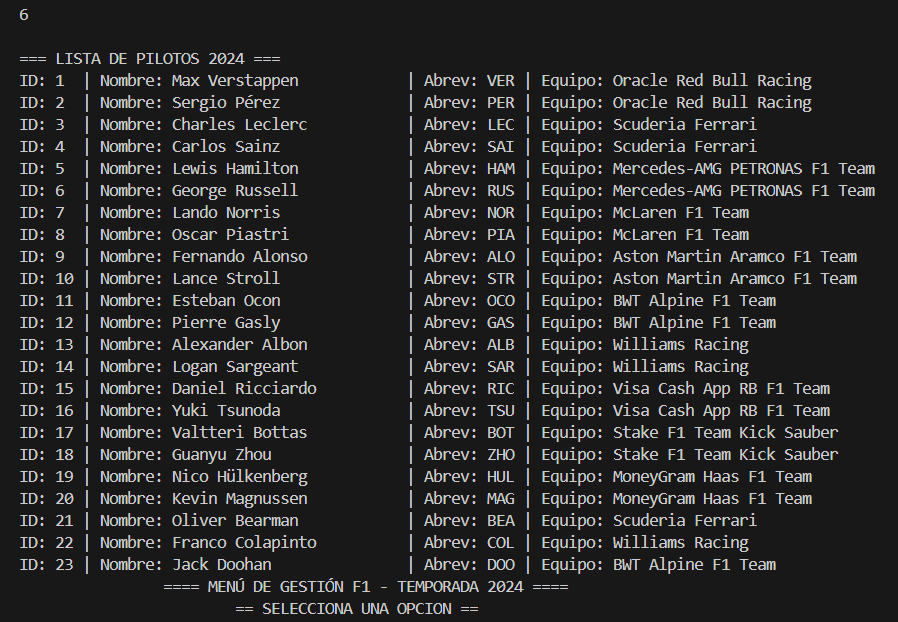 6
=== LISTA DE PILOTOS 2024 ===
ID: 1  | Nombre: Max Verstappen            | Abrev: VER | Equipo: Oracle Red Bull Racing
ID: 2  | Nombre: Sergio Pérez              | Abrev: PER | Equipo: Oracle Red Bull Racing
ID: 3  | Nombre: Charles Leclerc           | Abrev: LEC | Equipo: Scuderia Ferrari
ID: 4  | Nombre: Carlos Sainz              | Abrev: SAI | Equipo: Scuderia Ferrari
ID: 5  | Nombre: Lewis Hamilton            | Abrev: HAM | Equipo: Mercedes-AMG PETRONAS F1 Team
ID: 6  | Nombre: George Russell            | Abrev: RUS | Equipo: Mercedes-AMG PETRONAS F1 Team
ID: 7  | Nombre: Lando Norris              | Abrev: NOR | Equipo: McLaren F1 Team
ID: 8  | Nombre: Oscar Piastri             | Abrev: PIA | Equipo: McLaren F1 Team
ID: 9  | Nombre: Fernando Alonso           | Abrev: ALO | Equipo: Aston Martin Aramco F1 Team
ID: 10 | Nombre: Lance Stroll              | Abrev: STR | Equipo: Aston Martin Aramco F1 Team
ID: 11 | Nombre: Esteban Ocon              | Abrev: OCO | Equipo: BWT Alpine F1 Team
ID: 12 | Nombre: Pierre Gasly              | Abrev: GAS | Equipo: BWT Alpine F1 Team
ID: 13 | Nombre: Alexander Albon           | Abrev: ALB | Equipo: Williams Racing
ID: 14 | Nombre: Logan Sargeant            | Abrev: SAR | Equipo: Williams Racing
ID: 15 | Nombre: Daniel Ricciardo          | Abrev: RIC | Equipo: Visa Cash App RB F1 Team
ID: 16 | Nombre: Yuki Tsunoda              | Abrev: TSU | Equipo: Visa Cash App RB F1 Team
ID: 17 | Nombre: Valtteri Bottas           | Abrev: BOT | Equipo: Stake F1 Team Kick Sauber
ID: 18 | Nombre: Guanyu Zhou               | Abrev: ZHO | Equipo: Stake F1 Team Kick Sauber
ID: 19 | Nombre: Nico Hülkenberg           | Abrev: HUL | Equipo: MoneyGram Haas F1 Team
ID: 20 | Nombre: Kevin Magnussen           | Abrev: MAG | Equipo: MoneyGram Haas F1 Team
ID: 21 | Nombre: Oliver Bearman            | Abrev: BEA | Equipo: Scuderia Ferrari
ID: 22 | Nombre: Franco Colapinto          | Abrev: COL | Equipo: Williams Racing
ID: 23 | Nombre: Jack Doohan               | Abrev: DOO | Equipo: BWT Alpine F1 Team
==== MENÚ DE GESTIÓN F1 - TEMPORADA 2024 ====
== SELECCIONA UNA OPCION ==